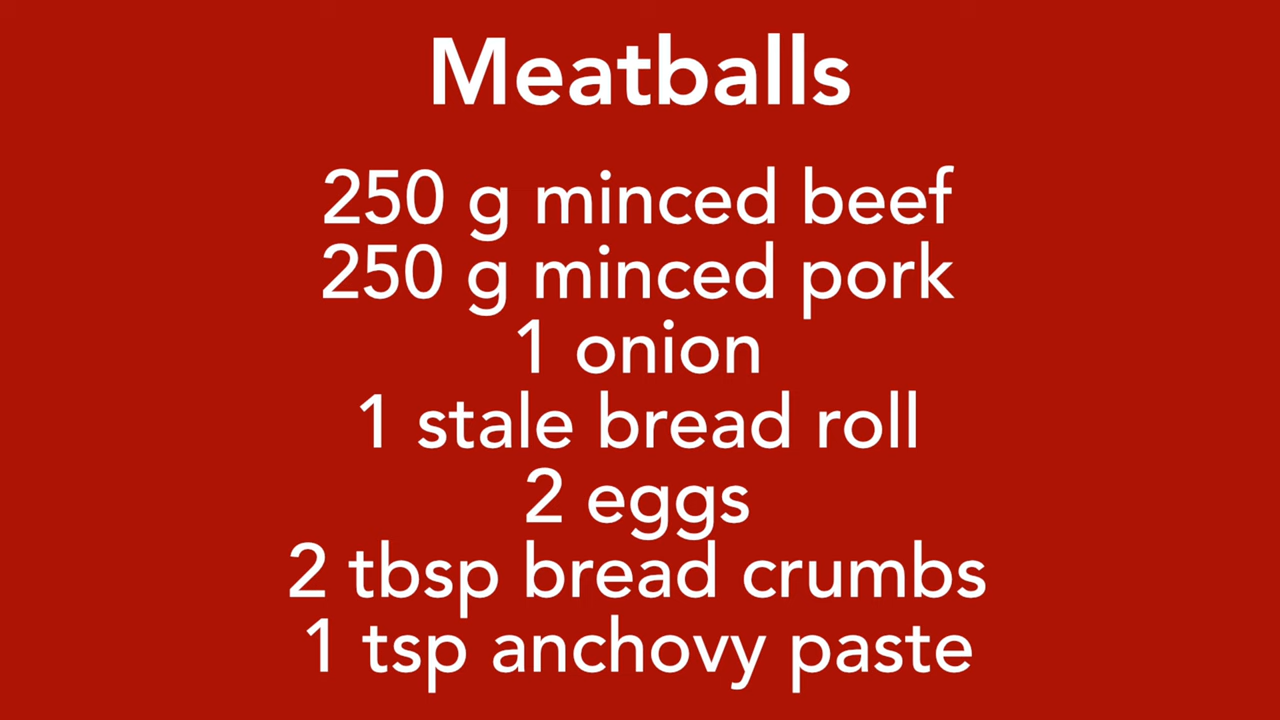 Meatballs
250 g minced beef
250 g minced pork
1 onion
1 stale bread roll
2 eggs
2 tbsp bread crumbs
1 tsp anchovy paste